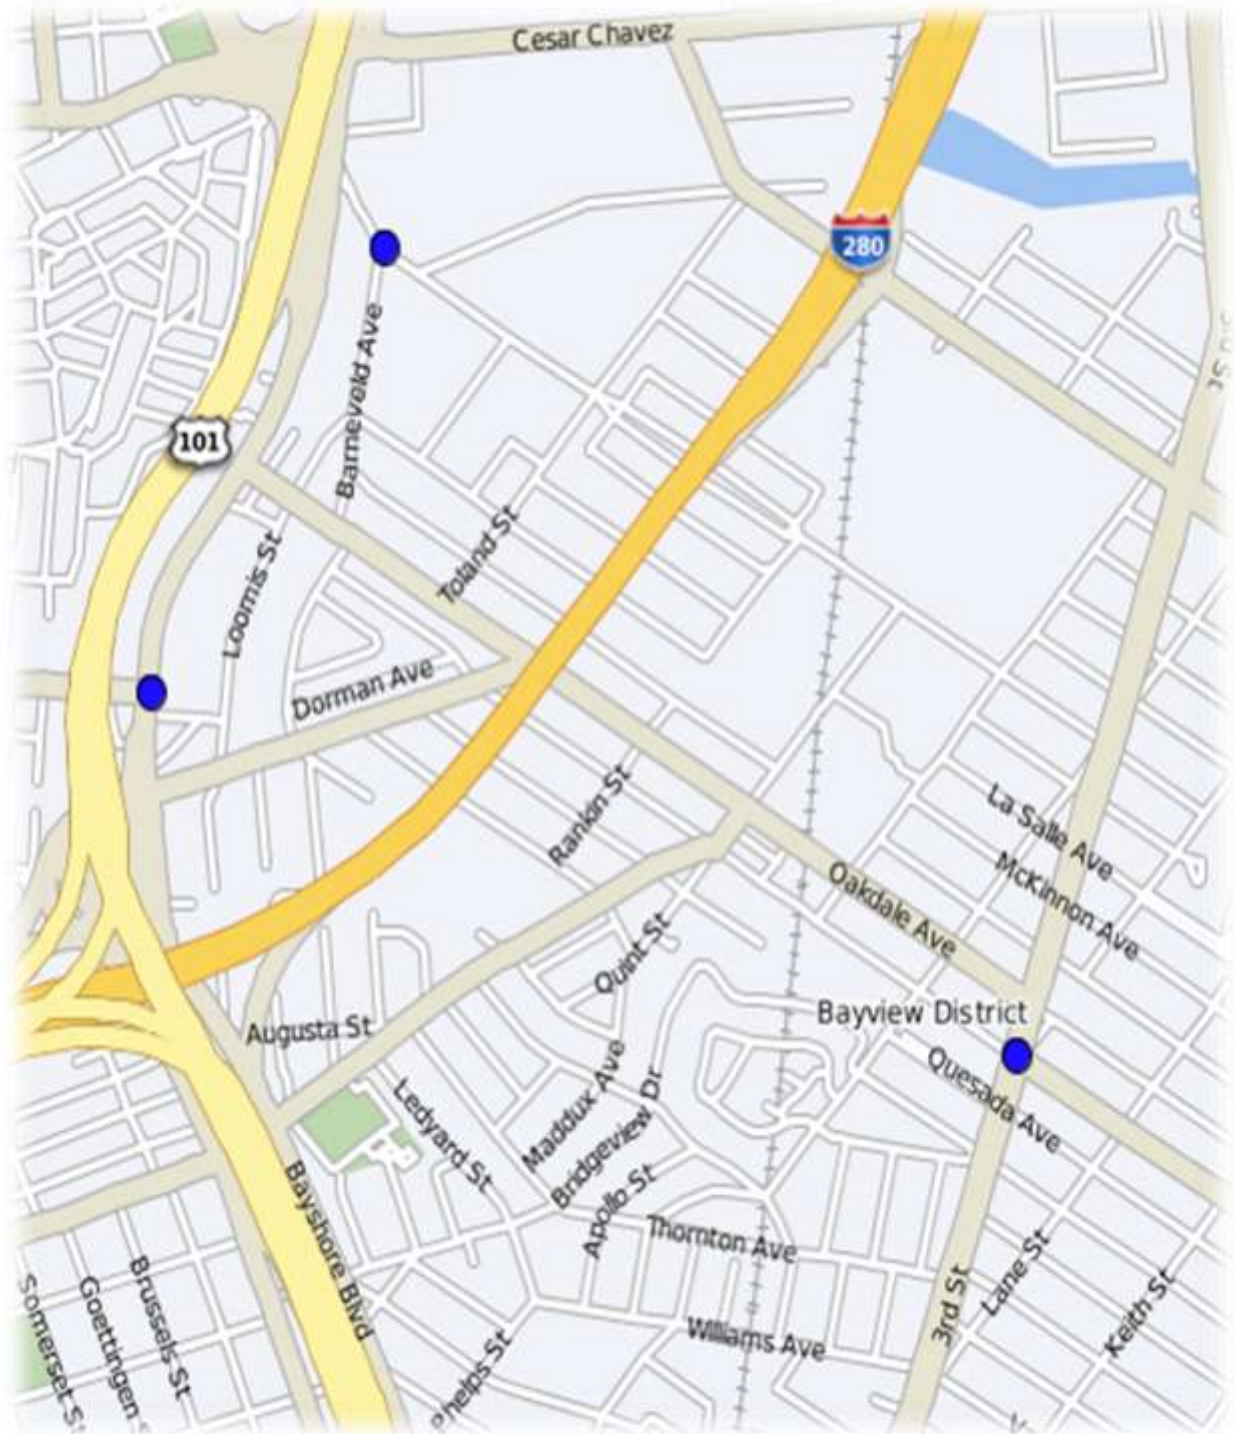 Cesar Chavez
280
Barneveld Ave
101
Toland St
Loomis St
Dorman Ave
Rankin St
La Salle Ave
McKinnon Ave
Oakdale Ave
Quint St
Bayview District
Augusta St
Quesada Ave
Maddux Ave
Ledyard St
Bridgeview Dr
Apollo St
Bayshore Blvd
Thornton Ave
Lane St
3rd St
Keith St
Brussels St
Goettingen
Somerset St
Williams Ave
Phelps St